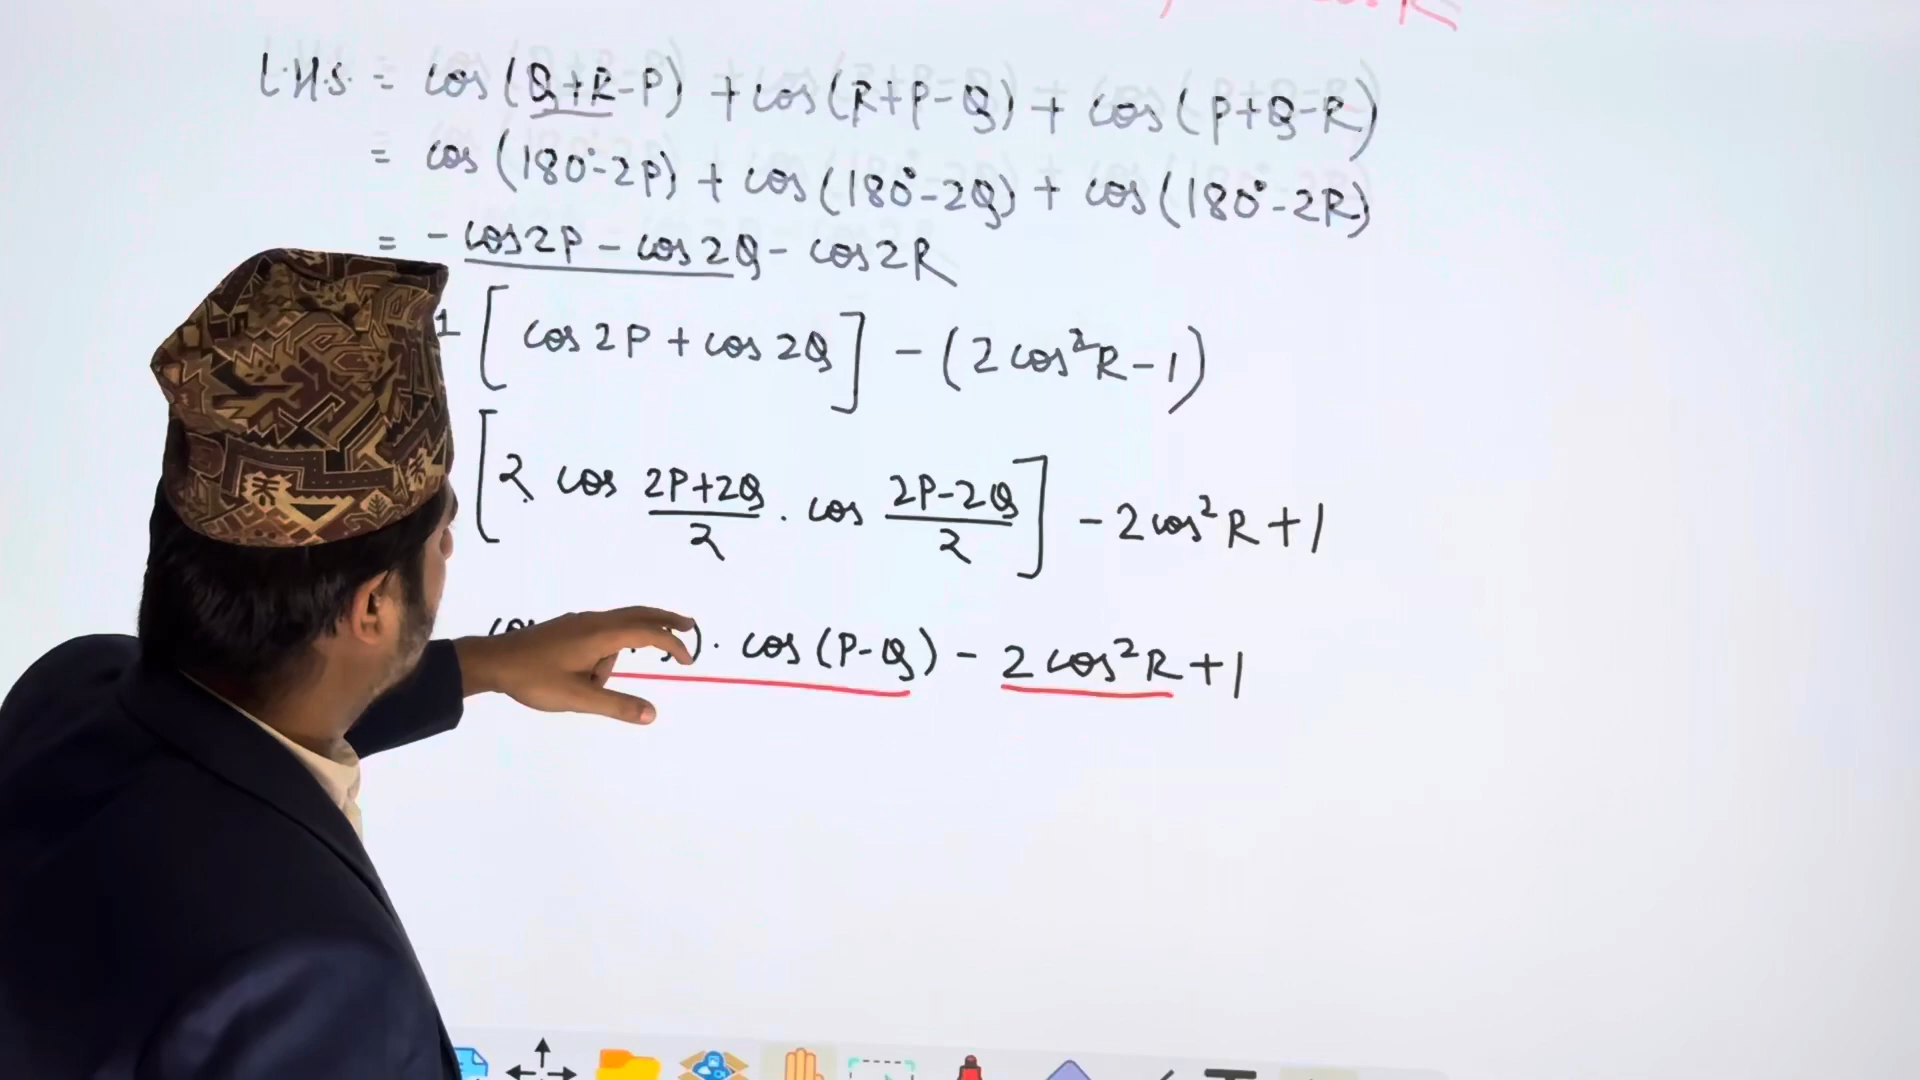 L.H.S. = cos(Q+R-P) + cos(R+P-Q) + cos(P+Q-R)
= cos(180°-2P) + cos(180°-2Q) + cos(180°-2R)
= -cos2P - cos2Q - cos2R
1 [cos2P + cos2Q] - (2cos²R-1)
[2 cos (2P+2Q)/2 . cos (2P-2Q)/2] - 2cos²R+1
) . cos(P-Q) - 2cos²R+1